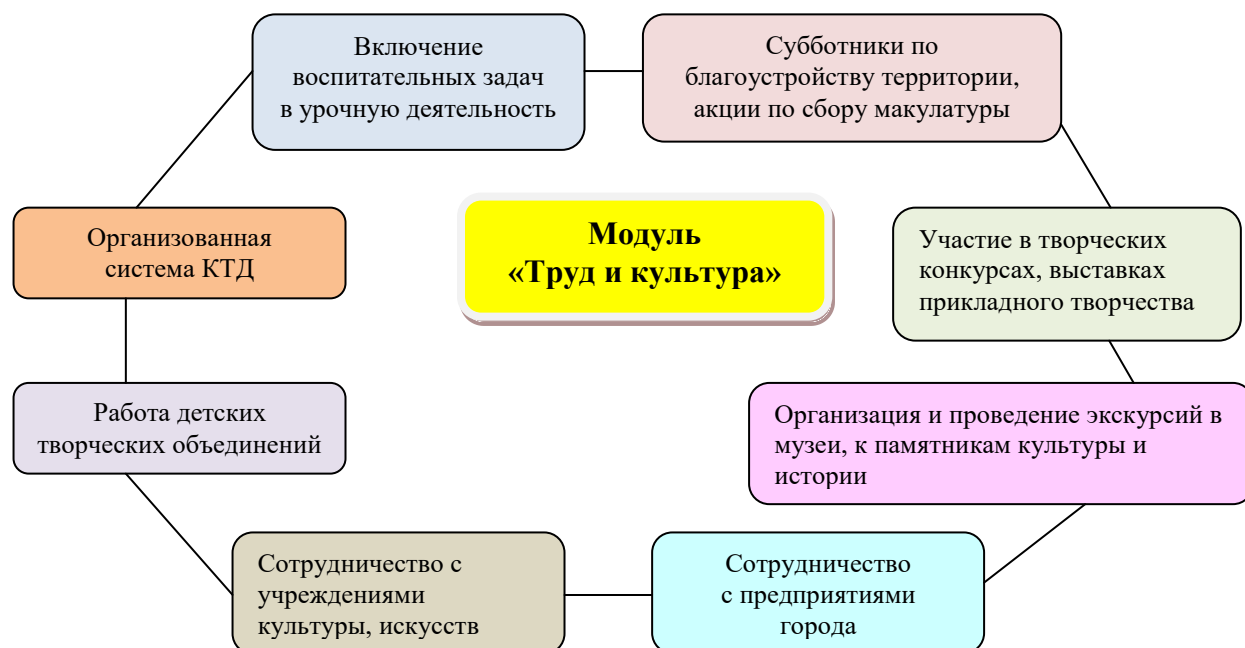 Включение
воспитательных задач
в урочную деятельность
Субботники по
благоустройству территории,
акции по сбору макулатуры
Организованная
система КТД
Модуль
«Труд и культура»
Участие в творческих
конкурсах, выставках
прикладного творчества
Работа детских
творческих объединений
Организация и проведение экскурсий в
музеи, к памятникам культуры и
истории
Сотрудничество с
учреждениями
культуры, искусств
Сотрудничество
с предприятиями
города